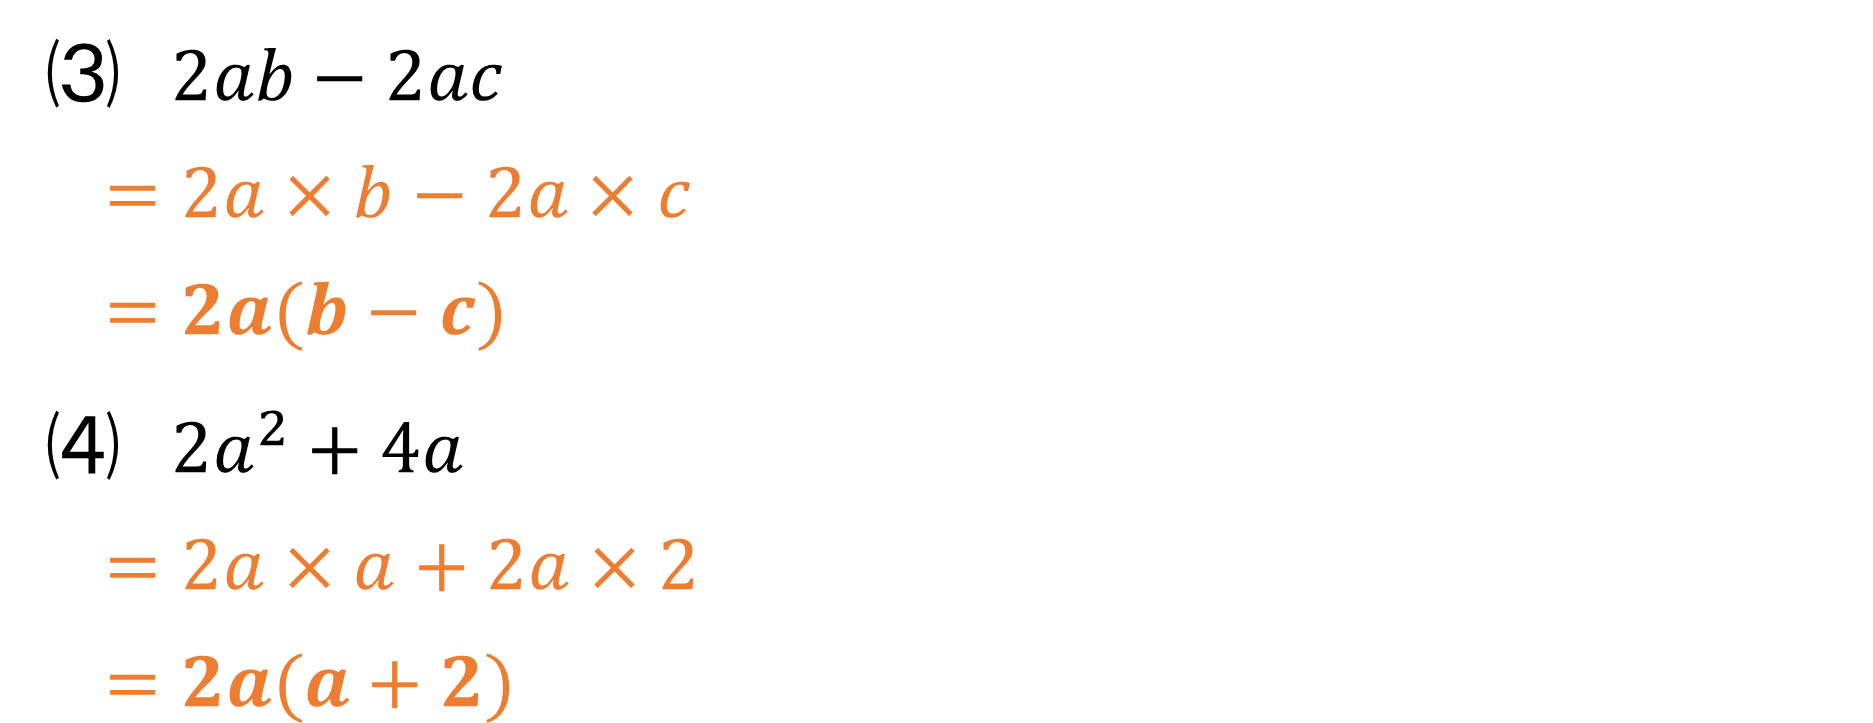 (3) 2ab − 2ac
= 2a × b − 2a × c
= 2a(b − c)
(4) 2a² + 4a
= 2a × a + 2a × 2
= 2a(a + 2)